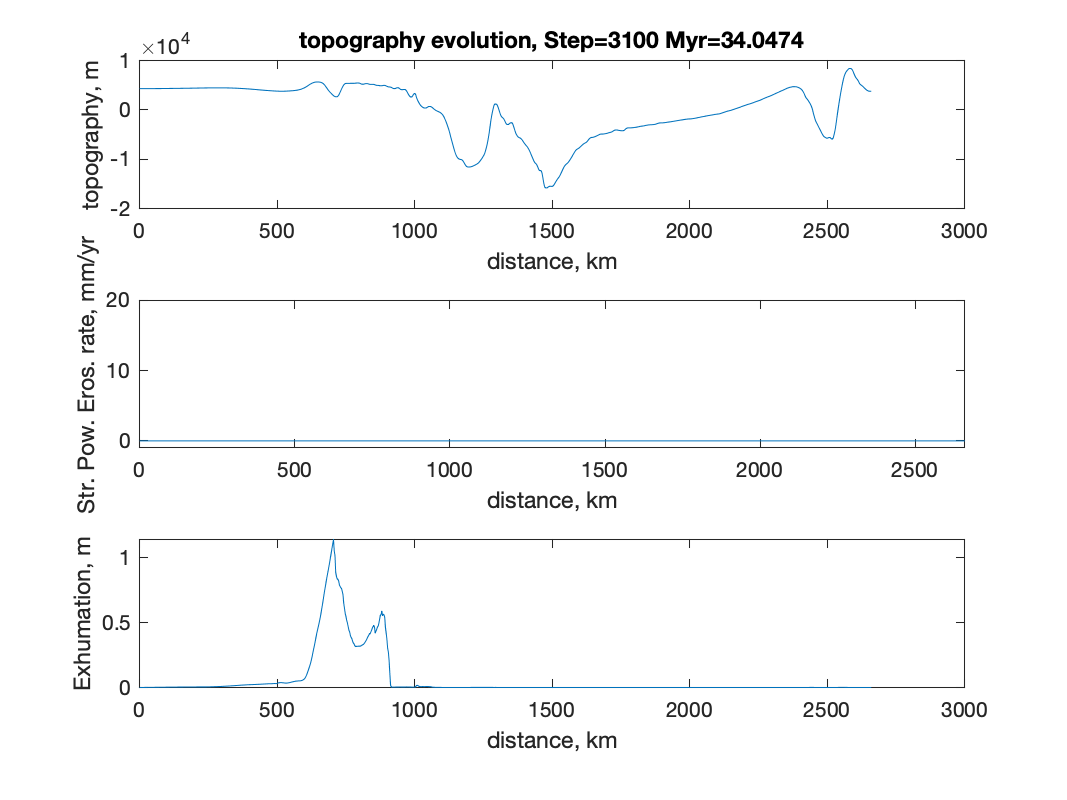 topography evolution, Step=3100 Myr=34.0474
×10⁴
topography, m
1
0
-1
-2
0 500 1000 1500 2000 2500 3000
distance, km
Str. Pow. Eros. rate, mm/yr
20
10
0
0 500 1000 1500 2000 2500
distance, km
Exhumation, m
1
0.5
0
0 500 1000 1500 2000 2500 3000
distance, km